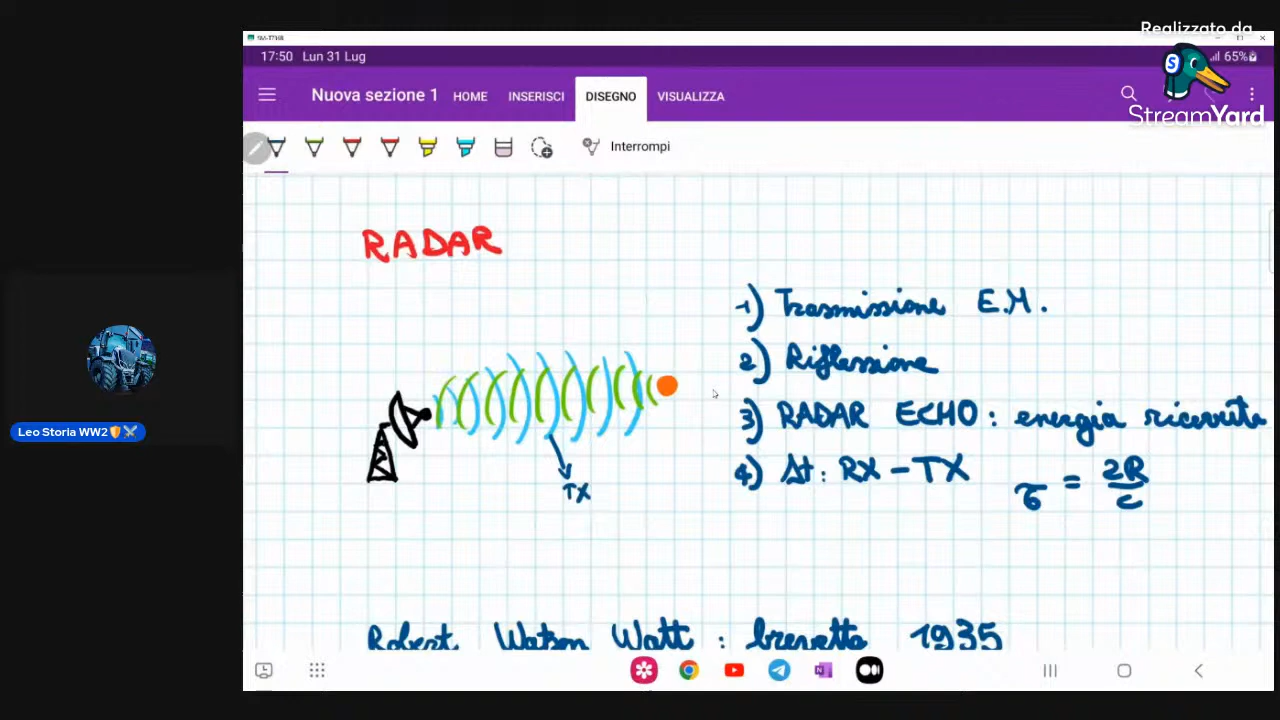 Realizzato da
StreamYard
SM-T736B
17:50 Lun 31 Lug
65%
Nuova sezione 1 HOME INSERISCI DISEGNO VISUALIZZA
Interrompi
RADAR
1) Trasmissione E.M.
2) Riflessione
3) RADAR ECHO: energia ricevuta
4) Δt: RX - TX τ = 2R/c
TX
Leo Storia WW2🛡️⚔️
Robert Watson Watt: brevetto 1935